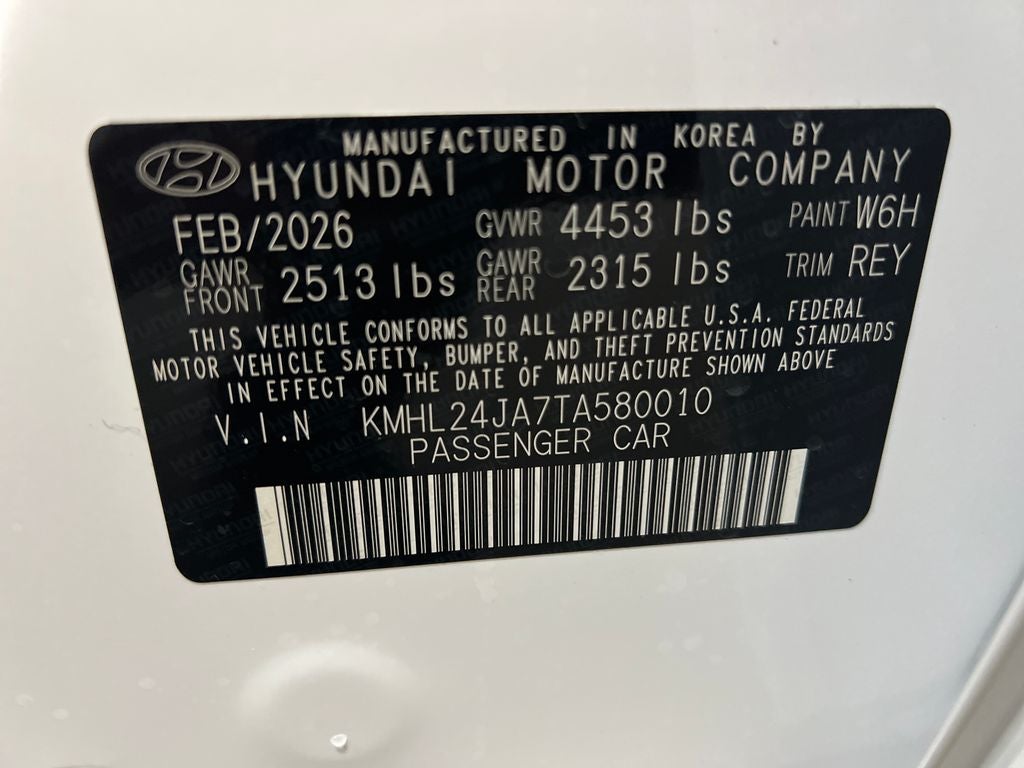 MANUFACTURED IN KOREA BY
HYUNDAI MOTOR COMPANY
FEB/2026 GVWR 4453 lbs PAINT W6H
GAWR FRONT 2513 lbs GAWR REAR 2315 lbs TRIM REY
THIS VEHICLE CONFORMS TO ALL APPLICABLE U.S.A. FEDERAL
MOTOR VEHICLE SAFETY, BUMPER, AND THEFT PREVENTION STANDARDS
IN EFFECT ON THE DATE OF MANUFACTURE SHOWN ABOVE
V.I.N KMHL24JA7TA580010
PASSENGER CAR